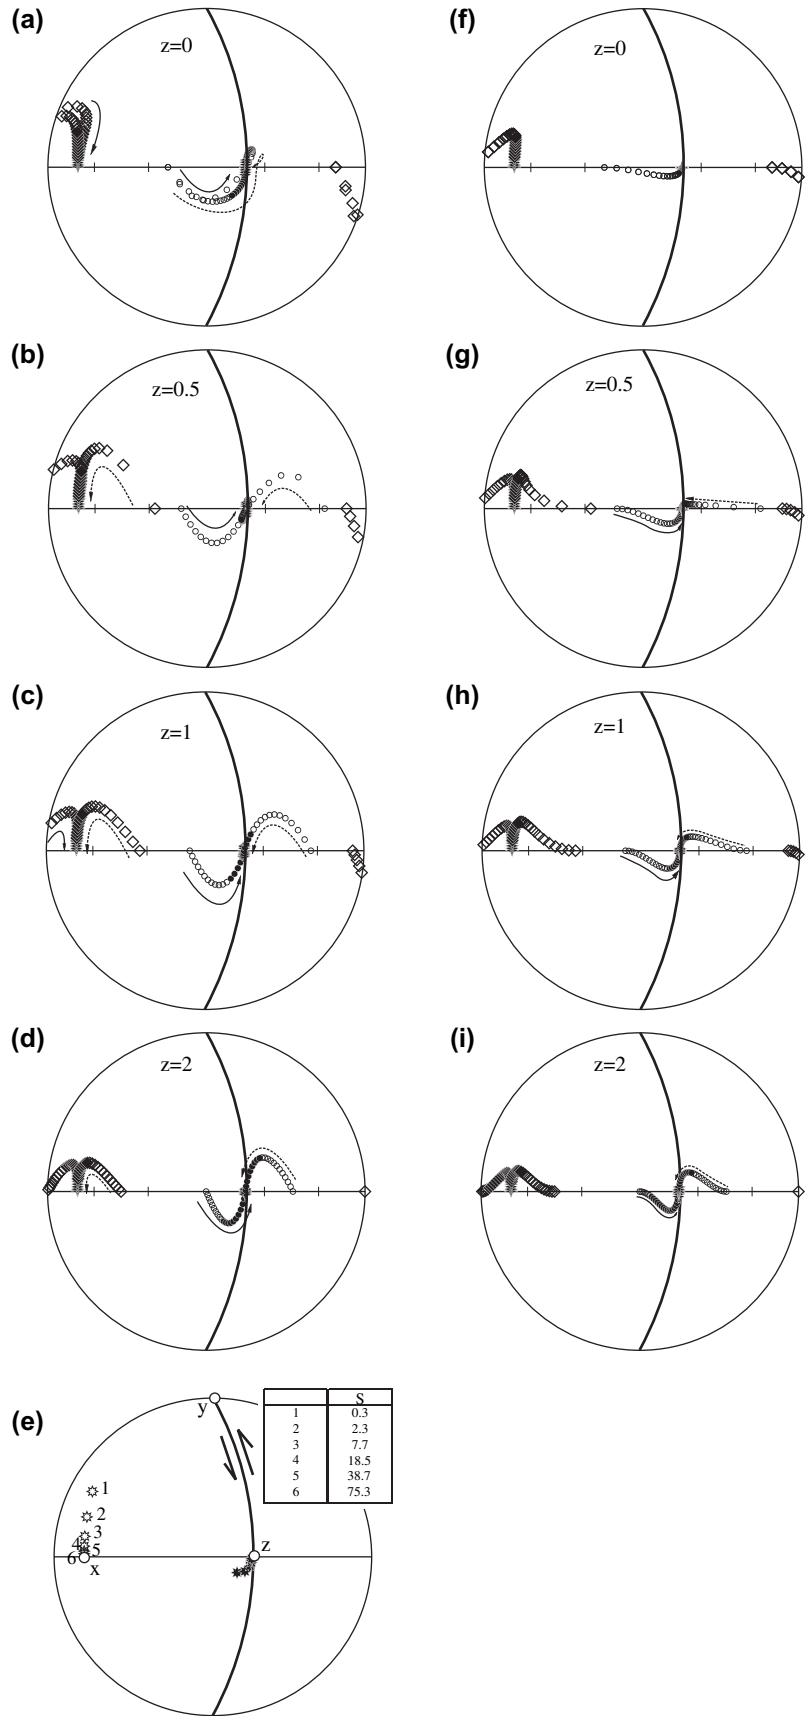 (a)
z=0
(f)
z=0
(b)
z=0.5
(g)
z=0.5
(c)
z=1
(h)
z=1
(d)
z=2
(i)
z=2
(e)
y
S
1 0.3
2 2.3
3 7.7
4 18.5
5 38.7
6 75.3
1
2
3
4
5
6
x
z